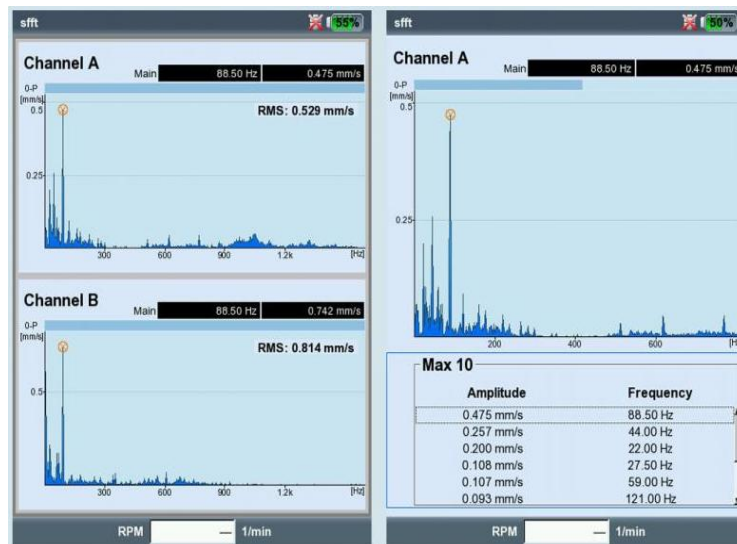 sfft 55%
Channel A
Main 88.50 Hz 0.475 mm/s
0-P
[mm/s]
0.5
RMS: 0.529 mm/s
0.25
300 600 900 1.2k [Hz]
Channel B
Main 88.50 Hz 0.742 mm/s
0-P
[mm/s]
RMS: 0.814 mm/s
0.5
300 600 900 1.2k [Hz]
RPM — 1/min
sfft 50%
Channel A
Main 88.50 Hz 0.475 mm/s
0-P
[mm/s]
0.5
0.25
200 400 600
Max 10
Amplitude Frequency
0.475 mm/s 88.50 Hz
0.257 mm/s 44.00 Hz
0.200 mm/s 22.00 Hz
0.108 mm/s 27.50 Hz
0.107 mm/s 59.00 Hz
0.093 mm/s 121.00 Hz
RPM — 1/min